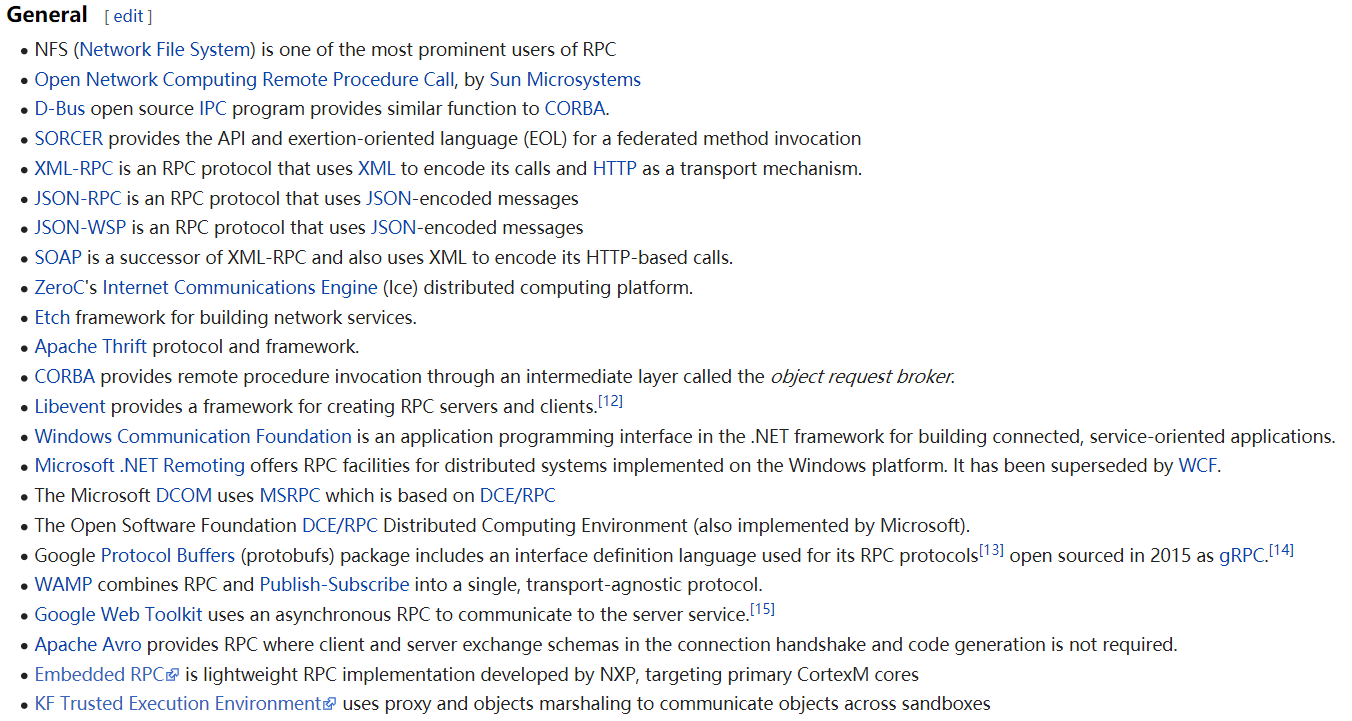 General [ edit ]
• NFS (Network File System) is one of the most prominent users of RPC
• Open Network Computing Remote Procedure Call, by Sun Microsystems
• D-Bus open source IPC program provides similar function to CORBA.
• SORCER provides the API and exertion-oriented language (EOL) for a federated method invocation
• XML-RPC is an RPC protocol that uses XML to encode its calls and HTTP as a transport mechanism.
• JSON-RPC is an RPC protocol that uses JSON-encoded messages
• JSON-WSP is an RPC protocol that uses JSON-encoded messages
• SOAP is a successor of XML-RPC and also uses XML to encode its HTTP-based calls.
• ZeroC's Internet Communications Engine (Ice) distributed computing platform.
• Etch framework for building network services.
• Apache Thrift protocol and framework.
• CORBA provides remote procedure invocation through an intermediate layer called the object request broker.
• Libevent provides a framework for creating RPC servers and clients.[12]
• Windows Communication Foundation is an application programming interface in the .NET framework for building connected, service-oriented applications.
• Microsoft .NET Remoting offers RPC facilities for distributed systems implemented on the Windows platform. It has been superseded by WCF.
• The Microsoft DCOM uses MSRPC which is based on DCE/RPC
• The Open Software Foundation DCE/RPC Distributed Computing Environment (also implemented by Microsoft).
• Google Protocol Buffers (protobufs) package includes an interface definition language used for its RPC protocols[13] open sourced in 2015 as gRPC.[14]
• WAMP combines RPC and Publish-Subscribe into a single, transport-agnostic protocol.
• Google Web Toolkit uses an asynchronous RPC to communicate to the server service.[15]
• Apache Avro provides RPC where client and server exchange schemas in the connection handshake and code generation is not required.
• Embedded RPC is lightweight RPC implementation developed by NXP, targeting primary CortexM cores
• KF Trusted Execution Environment uses proxy and objects marshaling to communicate objects across sandboxes